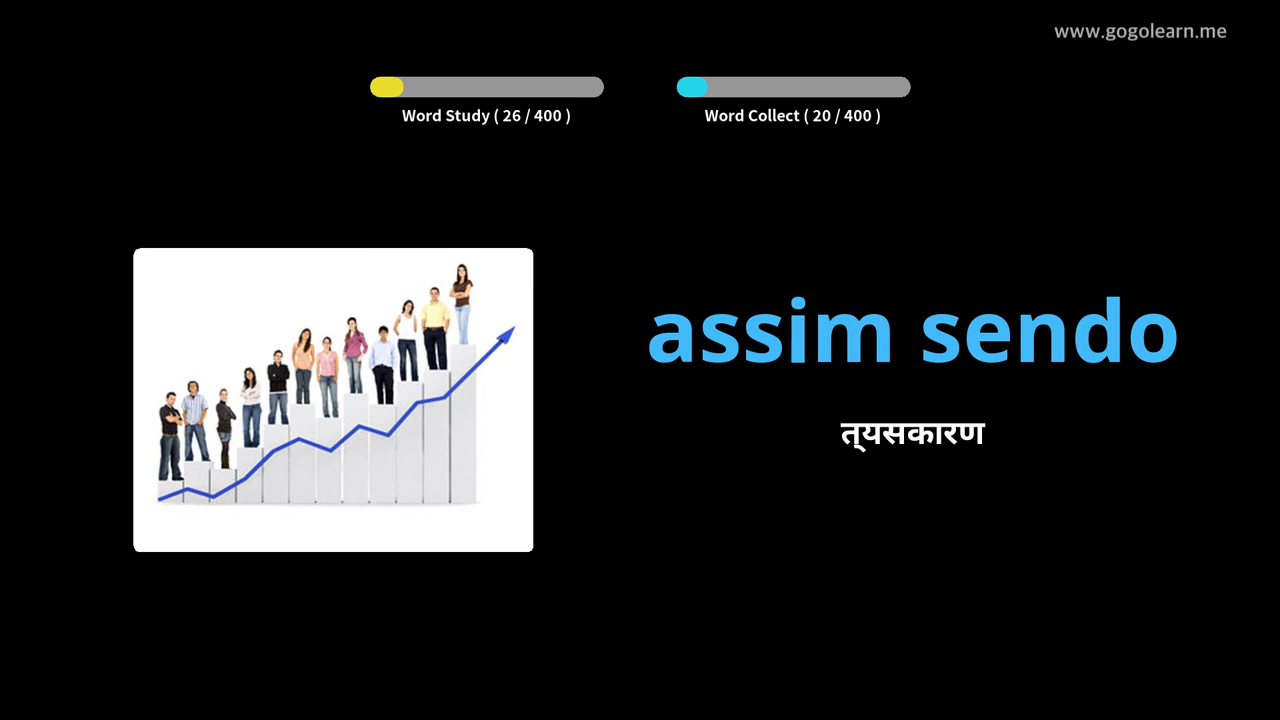 www.gogolearn.me
Word Study ( 26 / 400 )
Word Collect ( 20 / 400 )
assim sendo
त्यसकारण